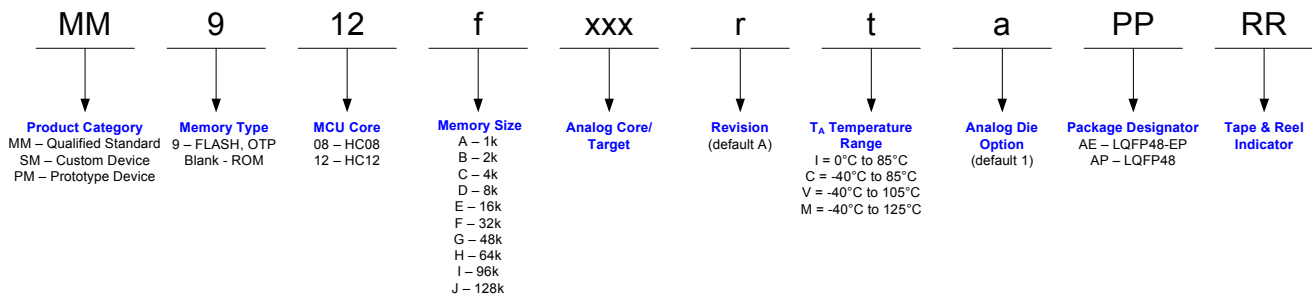 MM 9 12 f xxx r t a PP RR
Product Category
MM – Qualified Standard
SM – Custom Device
PM – Prototype Device
Memory Type
9 – FLASH, OTP
Blank - ROM
MCU Core
08 – HC08
12 – HC12
Memory Size
A – 1k
B – 2k
C – 4k
D – 8k
E – 16k
F – 32k
G – 48k
H – 64k
I – 96k
J – 128k
Analog Core/
Target
Revision
(default A)
TA Temperature
Range
I = 0°C to 85°C
C = -40°C to 85°C
V = -40°C to 105°C
M = -40°C to 125°C
Analog Die
Option
(default 1)
Package Designator
AE – LQFP48-EP
AP – LQFP48
Tape & Reel
Indicator